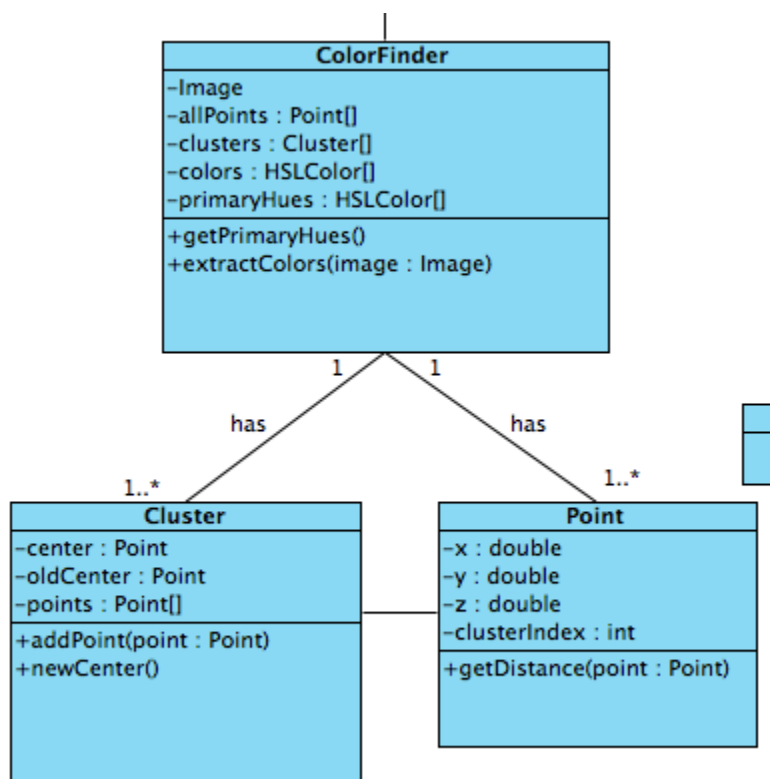 ColorFinder
-Image
-allPoints : Point[]
-clusters : Cluster[]
-colors : HSLColor[]
-primaryHues : HSLColor[]
+getPrimaryHues()
+extractColors(image : Image)
1 1
has has
1..* 1..*
Cluster
-center : Point
-oldCenter : Point
-points : Point[]
+addPoint(point : Point)
+newCenter()
Point
-x : double
-y : double
-z : double
-clusterIndex : int
+getDistance(point : Point)